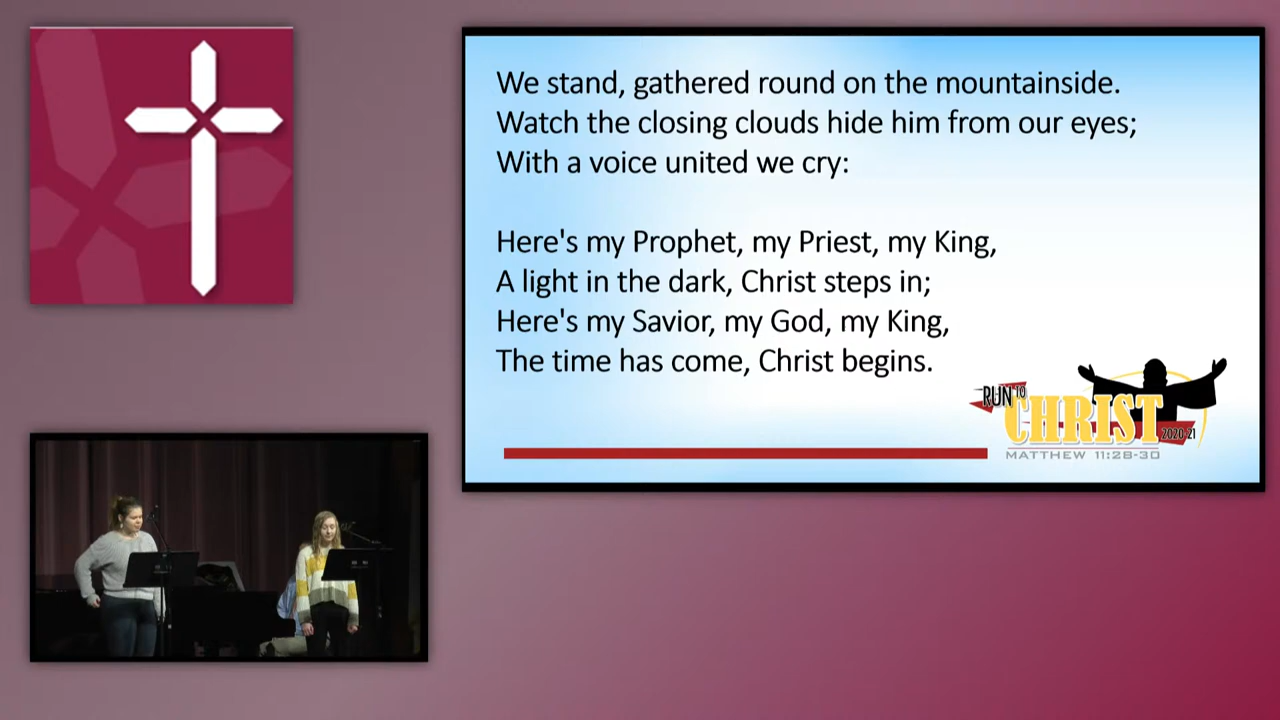 We stand, gathered round on the mountainside.
Watch the closing clouds hide him from our eyes;
With a voice united we cry:
Here's my Prophet, my Priest, my King,
A light in the dark, Christ steps in;
Here's my Savior, my God, my King,
The time has come, Christ begins.
RUN TO
CHRIST
2020-21
MATTHEW 11:28-30